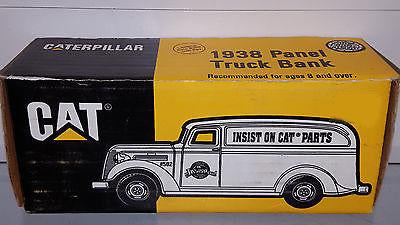 CATERPILLAR
1938 Panel
Truck Bank
Recommended for ages 8 and over.
CAT
INSIST ON CAT® PARTS